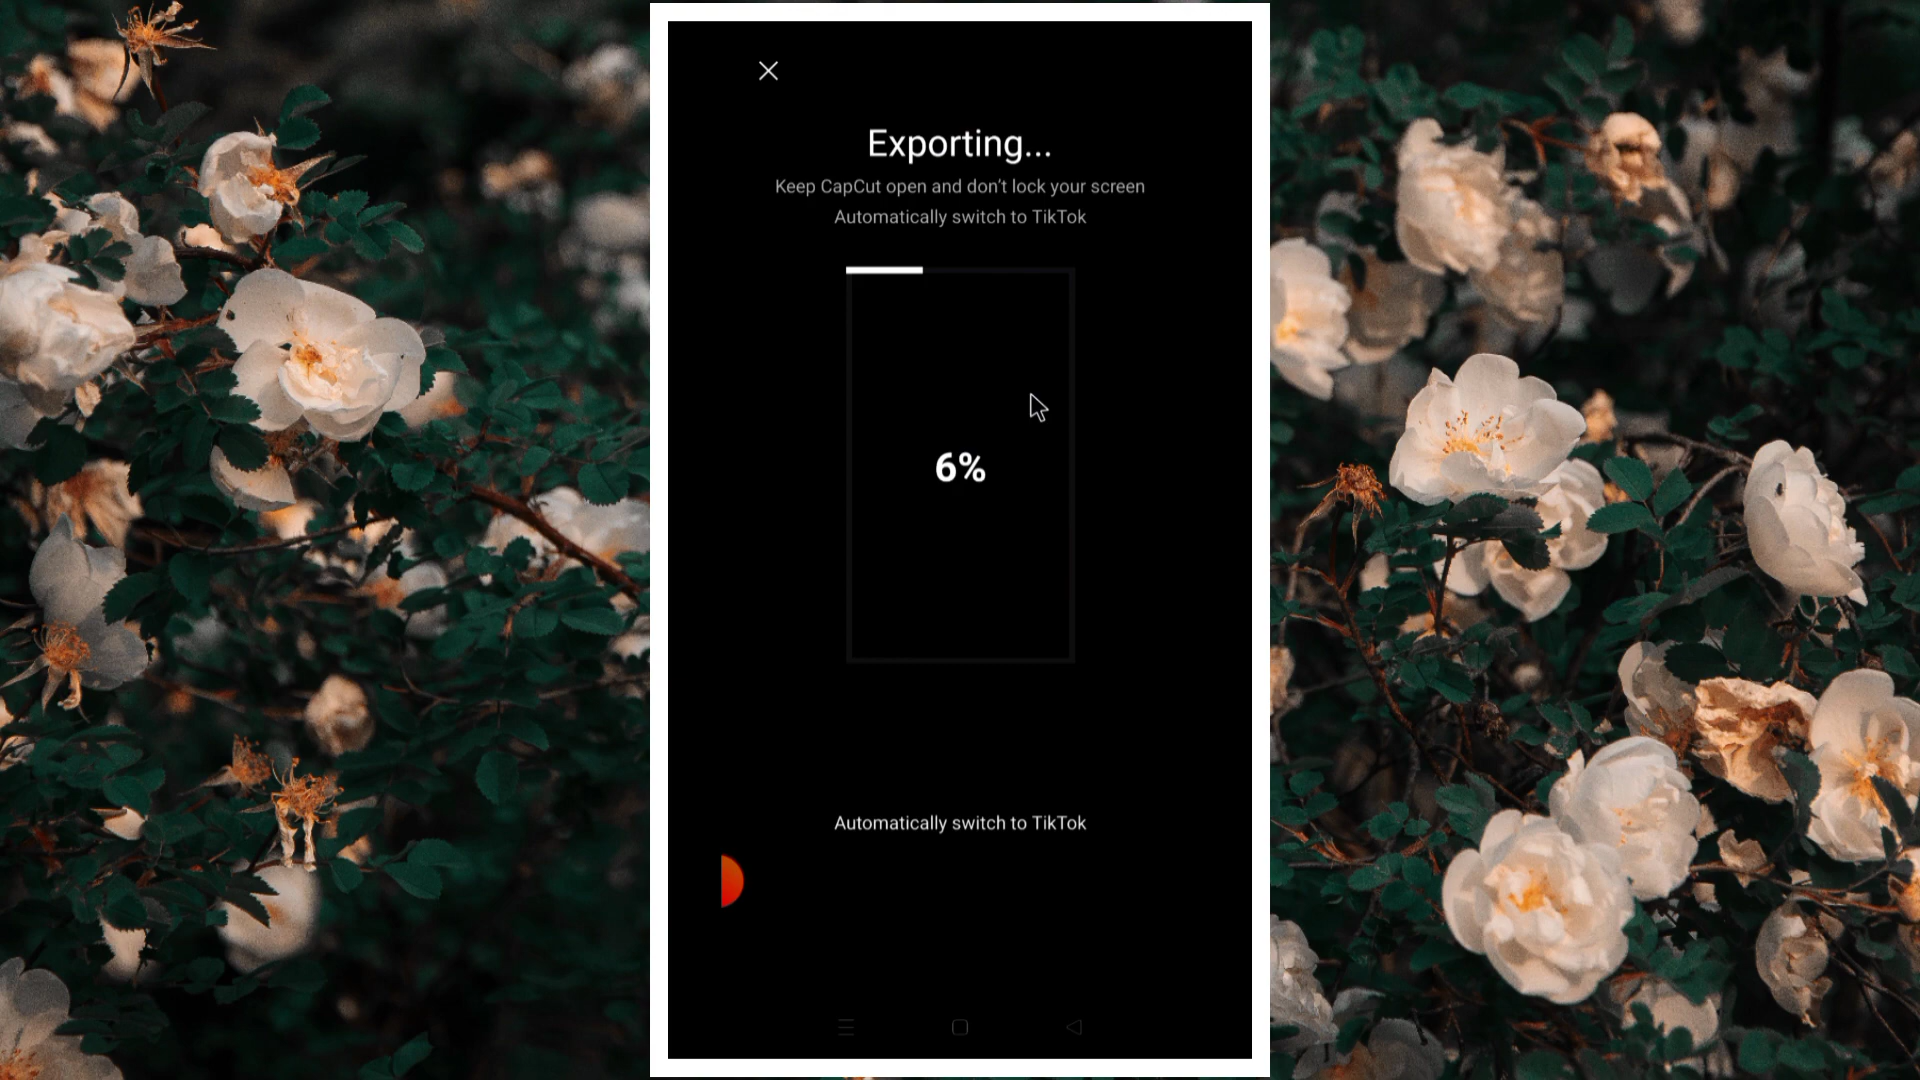 Exporting...
Keep CapCut open and don't lock your screen
Automatically switch to TikTok
6%
Automatically switch to TikTok